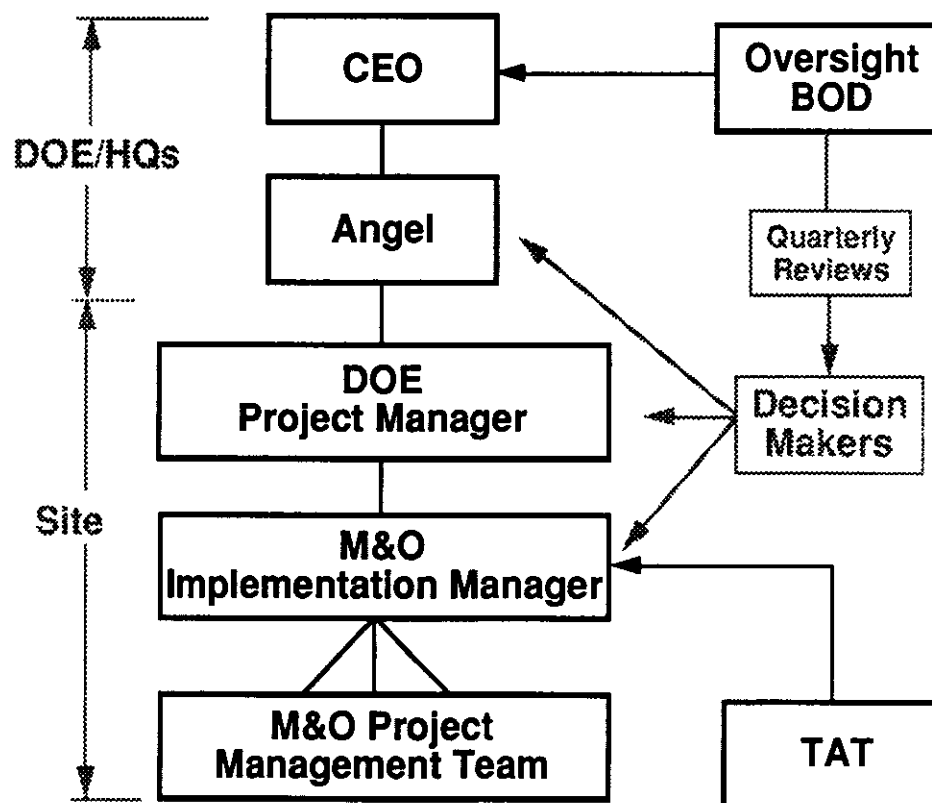 CEO
Oversight
BOD
DOE/HQs
Angel
Quarterly
Reviews
DOE
Project Manager
Decision
Makers
Site
M&O
Implementation Manager
M&O Project
Management Team
TAT